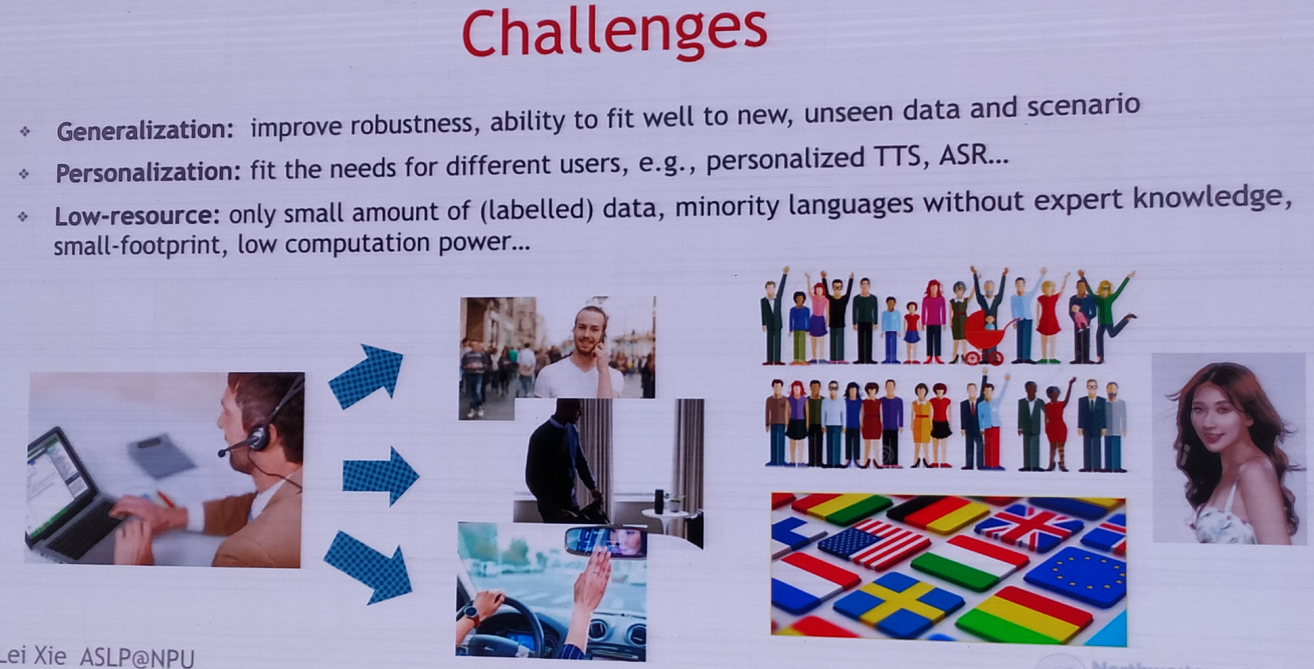 Challenges
❖ Generalization: improve robustness, ability to fit well to new, unseen data and scenario
❖ Personalization: fit the needs for different users, e.g., personalized TTS, ASR...
❖ Low-resource: only small amount of (labelled) data, minority languages without expert knowledge,
small-footprint, low computation power...
Lei Xie ASLP@NPU